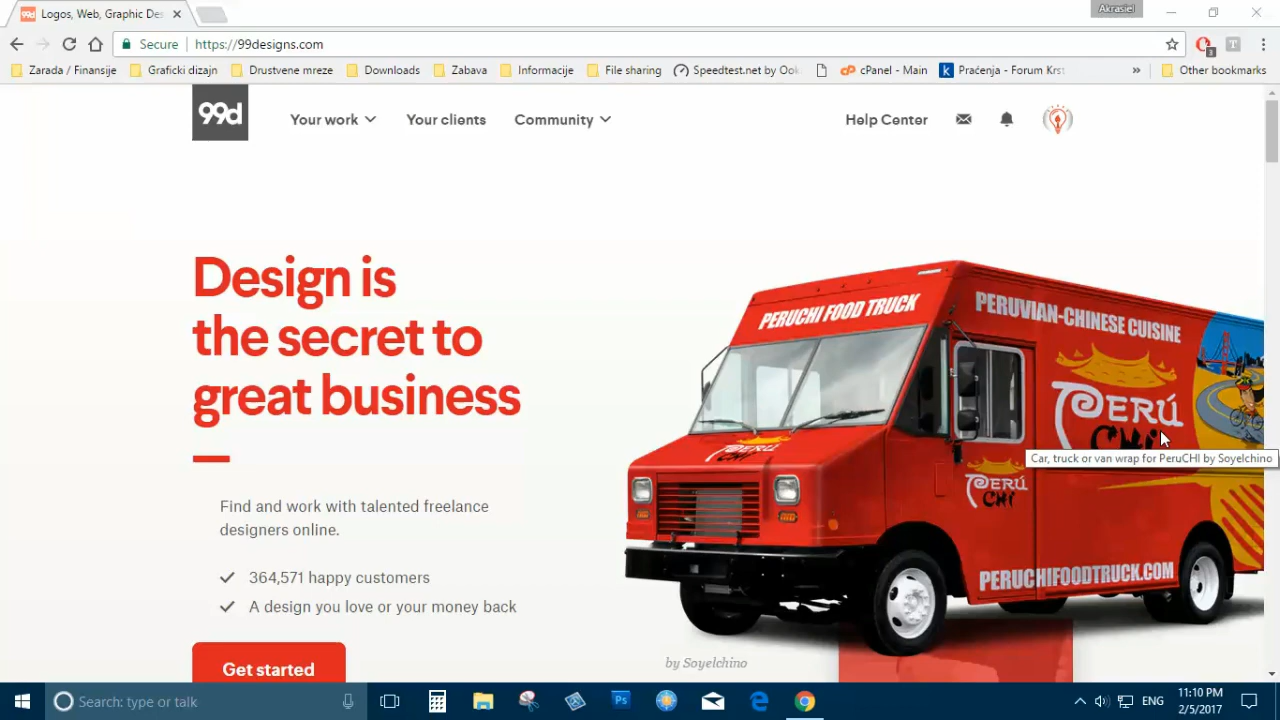 Logos, Web, Graphic Des
Akrasiel
Secure
https://99designs.com
Zarada / Finansije
Graficki dizajn
Drustvene mreze
Downloads
Zabava
Informacije
File sharing
Speedtest.net by Ook
cPanel - Main
Praćenja - Forum Krst
Other bookmarks
99d
Your work
Your clients
Community
Help Center
Design is
the secret to
great business
Find and work with talented freelance
designers online.
364,571 happy customers
A design you love or your money back
Get started
PERUCHI FOOD TRUCK
PERUVIAN-CHINESE CUISINE
PERÚ
CHI
Car, truck or van wrap for PeruCHI by Soyelchino
PERÚ
CHI
PERUCHIFOODTRUCK.COM
by Soyelchino
Search: type or talk
Ps
ENG
11:10 PM
2/5/2017